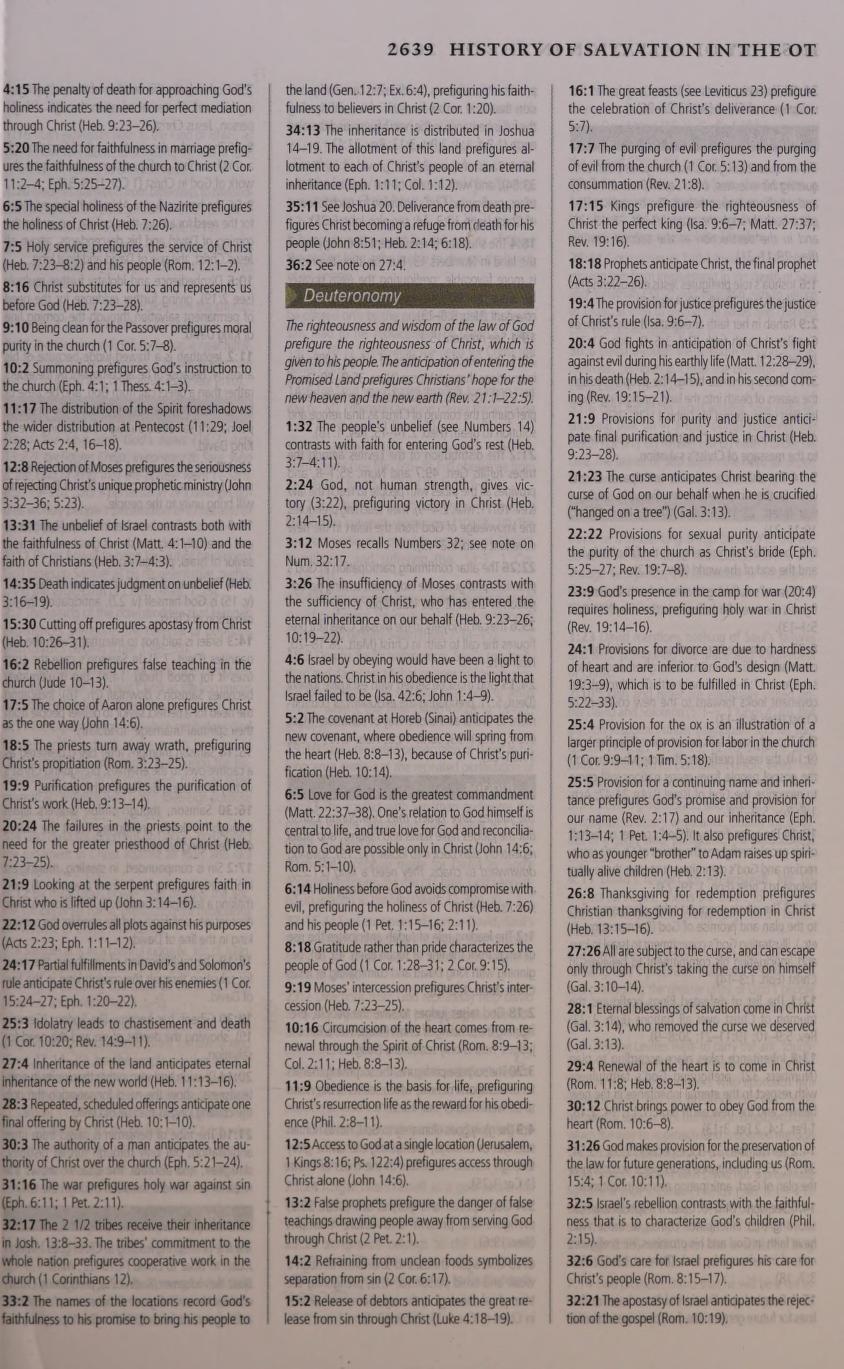 2639 HISTORY OF SALVATION IN THE OT
4:15 The penalty of death for approaching God's
holiness indicates the need for perfect mediation
through Christ (Heb. 9:23–26).
5:20 The need for faithfulness in marriage prefig-
ures the faithfulness of the church to Christ (2 Cor.
11:2–4; Eph. 5:25–27).
6:5 The special holiness of the Nazirite prefigures
the holiness of Christ (Heb. 7:26).
7:5 Holy service prefigures the service of Christ
(Heb. 7:23–8:2) and his people (Rom. 12:1–2).
8:16 Christ substitutes for us and represents us
before God (Heb. 7:23–28).
9:10 Being clean for the Passover prefigures moral
purity in the church (1 Cor. 5:7–8).
10:2 Summoning prefigures God's instruction to
the church (Eph. 4:1; 1 Thess. 4:1–3).
11:17 The distribution of the Spirit foreshadows
the wider distribution at Pentecost (11:29; Joel
2:28; Acts 2:4, 16–18).
12:8 Rejection of Moses prefigures the seriousness
of rejecting Christ's unique prophetic ministry (John
3:32–36; 5:23).
13:31 The unbelief of Israel contrasts both with
the faithfulness of Christ (Matt. 4:1–10) and the
faith of Christians (Heb. 3:7–4:3).
14:35 Death indicates judgment on unbelief (Heb.
3:16–19).
15:30 Cutting off prefigures apostasy from Christ
(Heb. 10:26–31).
16:2 Rebellion prefigures false teaching in the
church (Jude 10–13).
17:5 The choice of Aaron alone prefigures Christ
as the one way (John 14:6).
18:5 The priests turn away wrath, prefiguring
Christ's propitiation (Rom. 3:23–25).
19:9 Purification prefigures the purification of
Christ's work (Heb. 9:13–14).
20:24 The failures in the priests point to the
need for the greater priesthood of Christ (Heb.
7:23–25).
21:9 Looking at the serpent prefigures faith in
Christ who is lifted up (John 3:14–16).
22:12 God overrules all plots against his purposes
(Acts 2:23; Eph. 1:11–12).
24:17 Partial fulfillments in David's and Solomon's
rule anticipate Christ's rule over his enemies (1 Cor.
15:24–27; Eph. 1:20–22).
25:3 Idolatry leads to chastisement and death
(1 Cor. 10:20; Rev. 14:9–11).
27:4 Inheritance of the land anticipates eternal
inheritance of the new world (Heb. 11:13–16).
28:3 Repeated, scheduled offerings anticipate one
final offering by Christ (Heb. 10:1–10).
30:3 The authority of a man anticipates the au-
thority of Christ over the church (Eph. 5:21–24).
31:16 The war prefigures holy war against sin
(Eph. 6:11; 1 Pet. 2:11).
32:17 The 2 1/2 tribes receive their inheritance
in Josh. 13:8–33. The tribes' commitment to the
whole nation prefigures cooperative work in the
church (1 Corinthians 12).
33:2 The names of the locations record God's
faithfulness to his promise to bring his people to
the land (Gen. 12:7; Ex. 6:4), prefiguring his faith-
fulness to believers in Christ (2 Cor. 1:20).
34:13 The inheritance is distributed in Joshua
14–19. The allotment of this land prefigures al-
lotment to each of Christ's people of an eternal
inheritance (Eph. 1:11; Col. 1:12).
35:11 See Joshua 20. Deliverance from death pre-
figures Christ becoming a refuge from death for his
people (John 8:51; Heb. 2:14; 6:18).
36:2 See note on 27:4.
Deuteronomy
The righteousness and wisdom of the law of God
prefigure the righteousness of Christ, which is
given to his people. The anticipation of entering the
Promised Land prefigures Christians' hope for the
new heaven and the new earth (Rev. 21:1–22:5).
1:32 The people's unbelief (see Numbers 14)
contrasts with faith for entering God's rest (Heb.
3:7–4:11).
2:24 God, not human strength, gives vic-
tory (3:22), prefiguring victory in Christ (Heb.
2:14–15).
3:12 Moses recalls Numbers 32; see note on
Num. 32:17.
3:26 The insufficiency of Moses contrasts with
the sufficiency of Christ, who has entered the
eternal inheritance on our behalf (Heb. 9:23–26;
10:19–22).
4:6 Israel by obeying would have been a light to
the nations. Christ in his obedience is the light that
Israel failed to be (Isa. 42:6; John 1:4–9).
5:2 The covenant at Horeb (Sinai) anticipates the
new covenant, where obedience will spring from
the heart (Heb. 8:8–13), because of Christ's puri-
fication (Heb. 10:14).
6:5 Love for God is the greatest commandment
(Matt. 22:37–38). One's relation to God himself is
central to life, and true love for God and reconcilia-
tion to God are possible only in Christ (John 14:6;
Rom. 5:1–10).
6:14 Holiness before God avoids compromise with
evil, prefiguring the holiness of Christ (Heb. 7:26)
and his people (1 Pet. 1:15–16; 2:11).
8:18 Gratitude rather than pride characterizes the
people of God (1 Cor. 1:28–31; 2 Cor. 9:15).
9:19 Moses' intercession prefigures Christ's inter-
cession (Heb. 7:23–25).
10:16 Circumcision of the heart comes from re-
newal through the Spirit of Christ (Rom. 8:9–13;
Col. 2:11; Heb. 8:8–13).
11:9 Obedience is the basis for life, prefiguring
Christ's resurrection life as the reward for his obedi-
ence (Phil. 2:8–11).
12:5 Access to God at a single location (Jerusalem,
1 Kings 8:16; Ps. 122:4) prefigures access through
Christ alone (John 14:6).
13:2 False prophets prefigure the danger of false
teachings drawing people away from serving God
through Christ (2 Pet. 2:1).
14:2 Refraining from unclean foods symbolizes
separation from sin (2 Cor. 6:17).
15:2 Release of debtors anticipates the great re-
lease from sin through Christ (Luke 4:18–19).
16:1 The great feasts (see Leviticus 23) prefigure
the celebration of Christ's deliverance (1 Cor.
5:7).
17:7 The purging of evil prefigures the purging
of evil from the church (1 Cor. 5:13) and from the
consummation (Rev. 21:8).
17:15 Kings prefigure the righteousness of
Christ the perfect king (Isa. 9:6–7; Matt. 27:37;
Rev. 19:16).
18:18 Prophets anticipate Christ, the final prophet
(Acts 3:22–26).
19:4 The provision for justice prefigures the justice
of Christ's rule (Isa. 9:6–7).
20:4 God fights in anticipation of Christ's fight
against evil during his earthly life (Matt. 12:28–29),
in his death (Heb. 2:14–15), and in his second com-
ing (Rev. 19:15–21).
21:9 Provisions for purity and justice antici-
pate final purification and justice in Christ (Heb.
9:23–28).
21:23 The curse anticipates Christ bearing the
curse of God on our behalf when he is crucified
("hanged on a tree") (Gal. 3:13).
22:22 Provisions for sexual purity anticipate
the purity of the church as Christ's bride (Eph.
5:25–27; Rev. 19:7–8).
23:9 God's presence in the camp for war (20:4)
requires holiness, prefiguring holy war in Christ
(Rev. 19:14–16).
24:1 Provisions for divorce are due to hardness
of heart and are inferior to God's design (Matt.
19:3–9), which is to be fulfilled in Christ (Eph.
5:22–33).
25:4 Provision for the ox is an illustration of a
larger principle of provision for labor in the church
(1 Cor. 9:9–11; 1 Tim. 5:18).
25:5 Provision for a continuing name and inheri-
tance prefigures God's promise and provision for
our name (Rev. 2:17) and our inheritance (Eph.
1:13–14; 1 Pet. 1:4–5). It also prefigures Christ,
who as younger "brother" to Adam raises up spiri-
tually alive children (Heb. 2:13).
26:8 Thanksgiving for redemption prefigures
Christian thanksgiving for redemption in Christ
(Heb. 13:15–16).
27:26 All are subject to the curse, and can escape
only through Christ's taking the curse on himself
(Gal. 3:10–14).
28:1 Eternal blessings of salvation come in Christ
(Gal. 3:14), who removed the curse we deserved
(Gal. 3:13).
29:4 Renewal of the heart is to come in Christ
(Rom. 11:8; Heb. 8:8–13).
30:12 Christ brings power to obey God from the
heart (Rom. 10:6–8).
31:26 God makes provision for the preservation of
the law for future generations, including us (Rom.
15:4; 1 Cor. 10:11).
32:5 Israel's rebellion contrasts with the faithful-
ness that is to characterize God's children (Phil.
2:15).
32:6 God's care for Israel prefigures his care for
Christ's people (Rom. 8:15–17).
32:21 The apostasy of Israel anticipates the rejec-
tion of the gospel (Rom. 10:19).